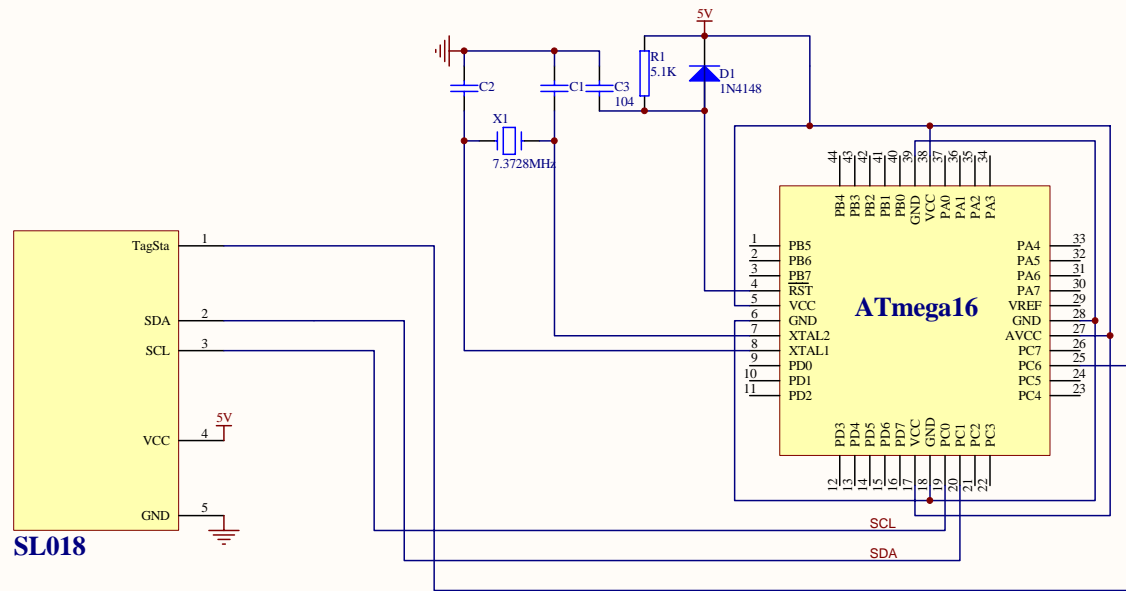 5V
R1
5.1K
D1
1N4148
C2
C1
C3
104
X1
7.3728MHz
44 43 42 41 40 39 38 37 36 35 34
PB4 PB3 PB2 PB1 PB0 GND VCC PA0 PA1 PA2 PA3
TagSta 1
SDA 2
SCL 3
5V
VCC 4
GND 5
SL018
1 PB5
2 PB6
3 PB7
4 RST
5 VCC
6 GND
7 XTAL2
8 XTAL1
9 PD0
10 PD1
11 PD2
ATmega16
PA4 33
PA5 32
PA6 31
PA7 30
VREF 29
GND 28
AVCC 27
PC7 26
PC6 25
PC5 24
PC4 23
PD3 PD4 PD5 PD6 PD7 VCC GND PC0 PC1 PC2 PC3
12 13 14 15 16 17 18 19 20 21 22
SCL
SDA